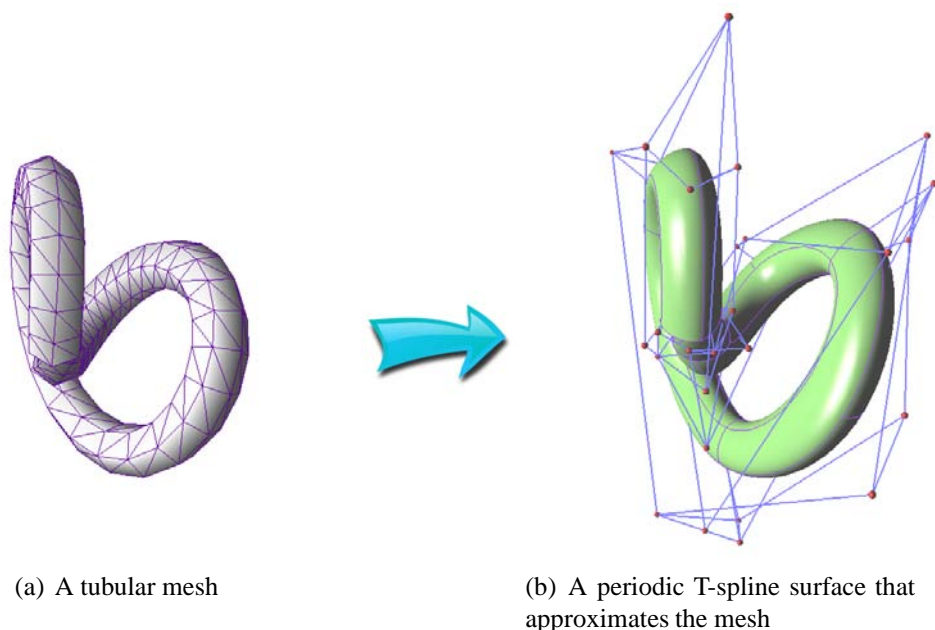 (a) A tubular mesh
(b) A periodic T-spline surface that
approximates the mesh